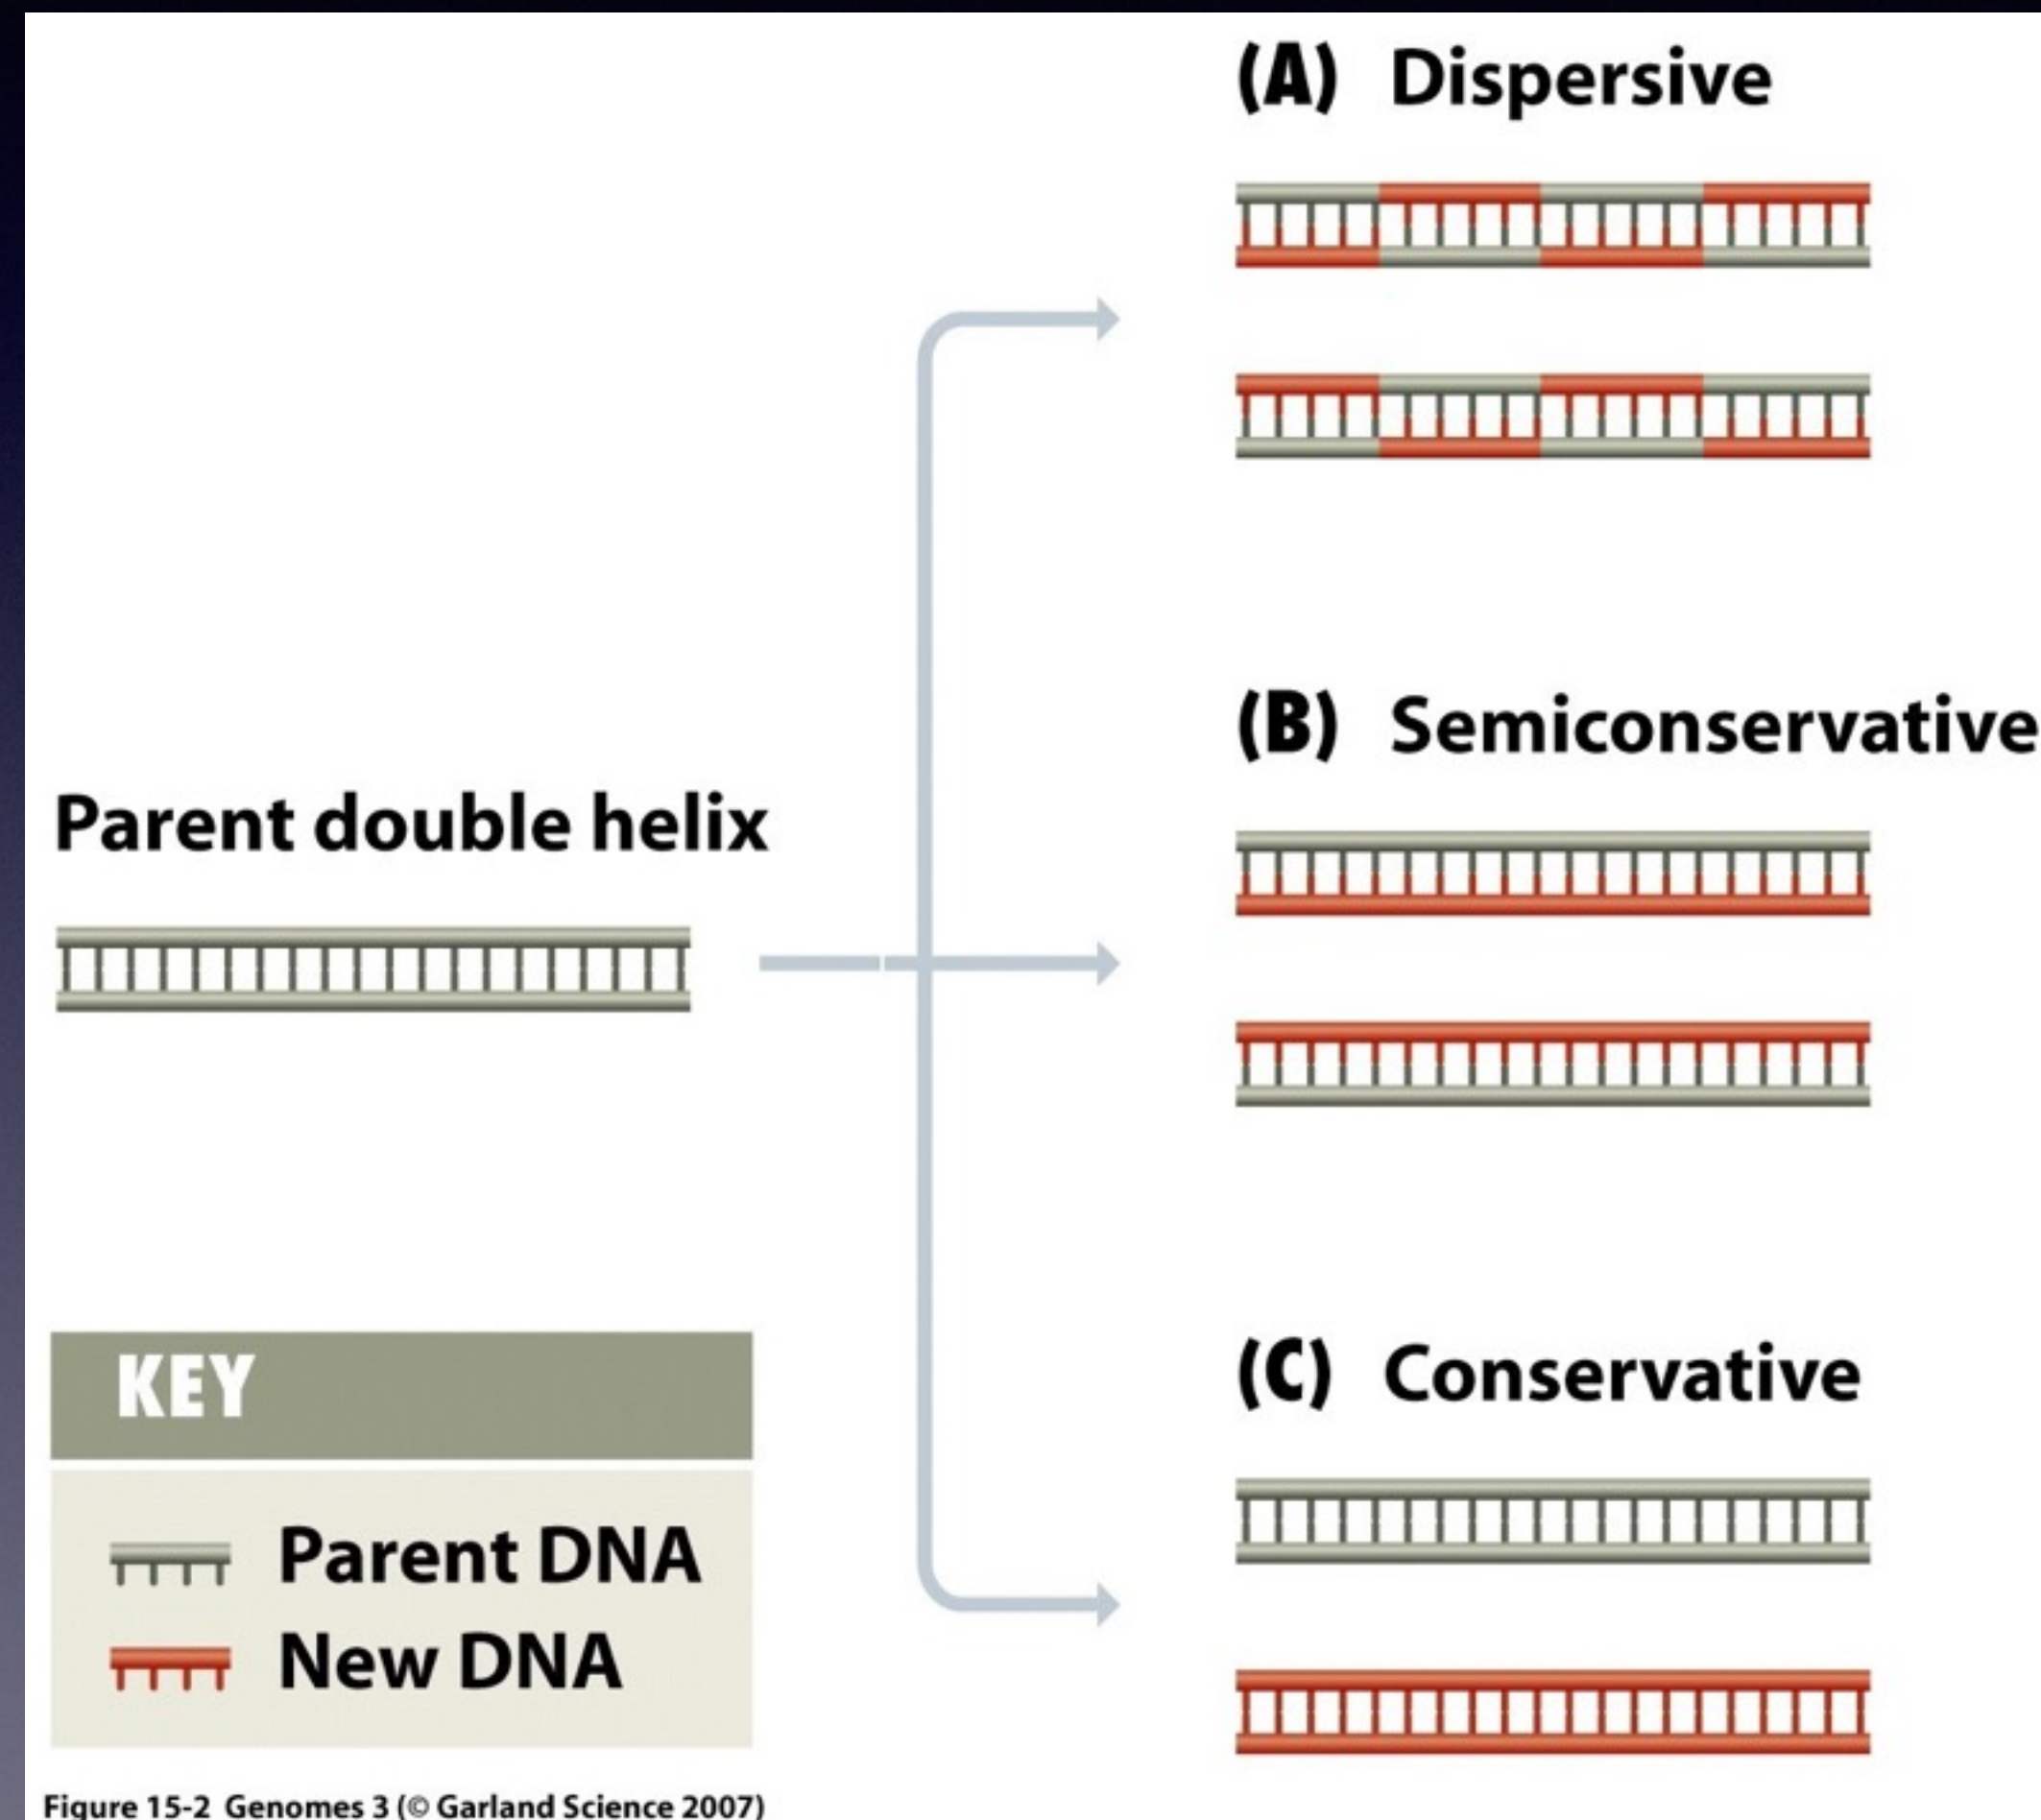 (A) Dispersive
(B) Semiconservative
Parent double helix
(C) Conservative
KEY
Parent DNA
New DNA
Figure 15-2 Genomes 3 (© Garland Science 2007)